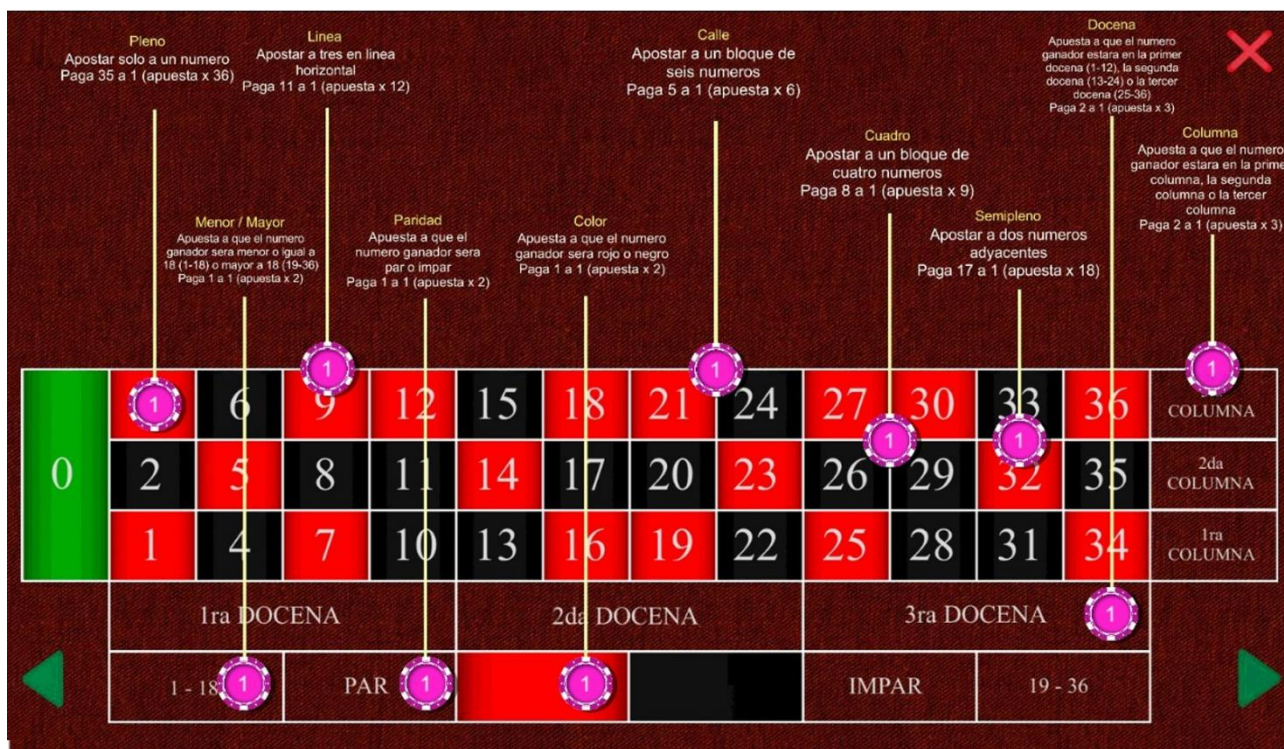 Pleno
Apostar solo a un numero
Paga 35 a 1 (apuesta x 36)
Linea
Apostar a tres en linea
horizontal
Paga 11 a 1 (apuesta x 12)
Calle
Apostar a un bloque de
seis numeros
Paga 5 a 1 (apuesta x 6)
Docena
Apuesta a que el numero
ganador estara en la primer
docena (1-12), la segunda
docena (13-24) o la tercer
docena (25-36)
Paga 2 a 1 (apuesta x 3)
Cuadro
Apostar a un bloque de
cuatro numeros
Paga 8 a 1 (apuesta x 9)
Columna
Apuesta a que el numero
ganador estara en la prime
columna, la segunda
columna o la tercer
columna
Paga 2 a 1 (apuesta x 3)
Menor / Mayor
Apuesta a que el numero
ganador sera menor o igual a
18 (1-18) o mayor a 18 (19-36)
Paga 1 a 1 (apuesta x 2)
Paridad
Apuesta a que el
numero ganador sera
par o impar
Paga 1 a 1 (apuesta x 2)
Color
Apuesta a que el numero
ganador sera rojo o negro
Paga 1 a 1 (apuesta x 2)
Semipleno
Apostar a dos numeros
adyacentes
Paga 17 a 1 (apuesta x 18)
1 1 1
1 6 9 12 15 18 21 24 27 30 33 36 COLUMNA
1 1
0 2 5 8 11 14 17 20 23 26 29 32 35 2da
COLUMNA
1 4 7 10 13 16 19 22 25 28 31 34 1ra
COLUMNA
1ra DOCENA 2da DOCENA 3ra DOCENA 1
1 - 18 1 PAR 1 1 IMPAR 19 - 36